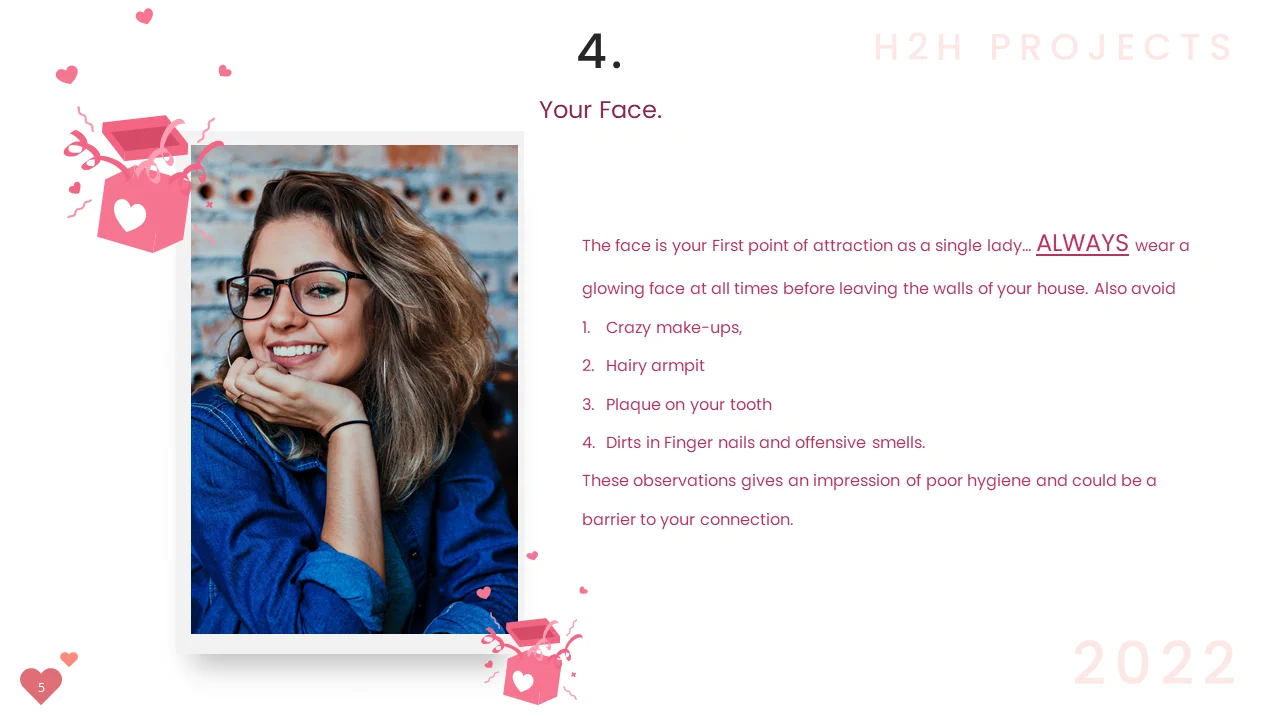 4.
H2H PROJECTS
Your Face.
The face is your First point of attraction as a single lady… ALWAYS wear a
glowing face at all times before leaving the walls of your house. Also avoid
1. Crazy make-ups,
2. Hairy armpit
3. Plaque on your tooth
4. Dirts in Finger nails and offensive smells.
These observations gives an impression of poor hygiene and could be a
barrier to your connection.
2022
5